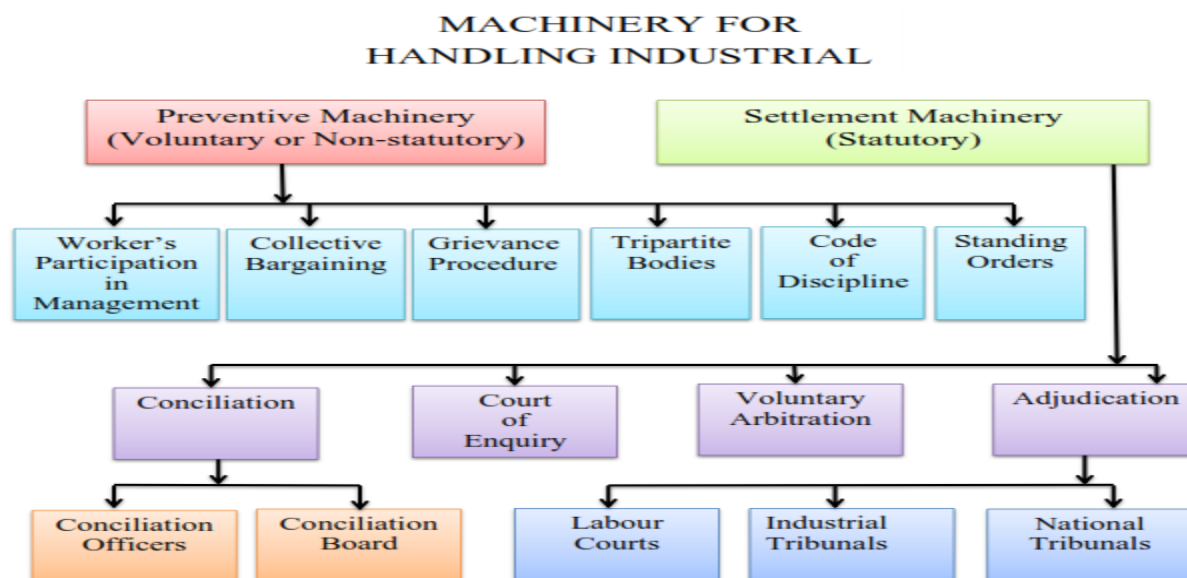 MACHINERY FOR
HANDLING INDUSTRIAL
Preventive Machinery
(Voluntary or Non-statutory)
Settlement Machinery
(Statutory)
Worker's
Participation
in
Management
Collective
Bargaining
Grievance
Procedure
Tripartite
Bodies
Code
of
Discipline
Standing
Orders
Conciliation
Court
of
Enquiry
Voluntary
Arbitration
Adjudication
Conciliation
Officers
Conciliation
Board
Labour
Courts
Industrial
Tribunals
National
Tribunals